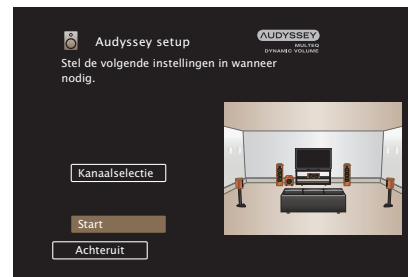 Audyssey setup
AUDYSSEY
MULTEQ
DYNAMIC VOLUME
Stel de volgende instellingen in wanneer
nodig.
Kanaalselectie
Start
Achteruit